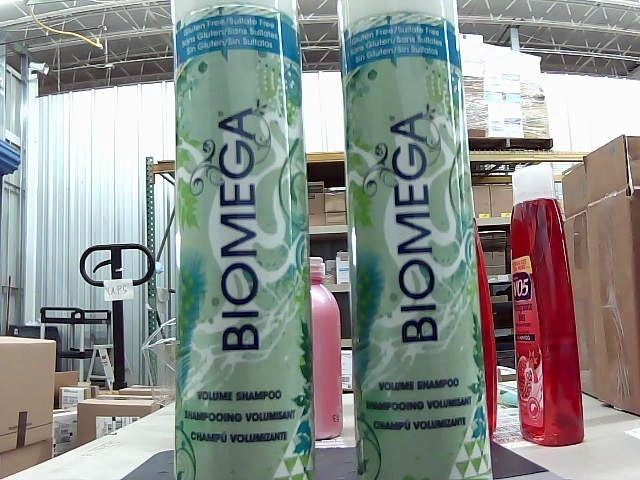 Gluten Free/Sulfate Free
Sans Gluten/Sans Sulfates
Sin Gluten/Sin Sulfatos
BIOMEGA
VOLUME SHAMPOO
SHAMPOOING VOLUMISANT
CHAMPÚ VOLUMIZANTE
Gluten Free/Sulfate Free
Sans Gluten/Sans Sulfates
Sin Gluten/Sin Sulfatos
BIOMEGA
VOLUME SHAMPOO
SHAMPOOING VOLUMISANT
CHAMPÚ VOLUMIZANTE
UPS
V05